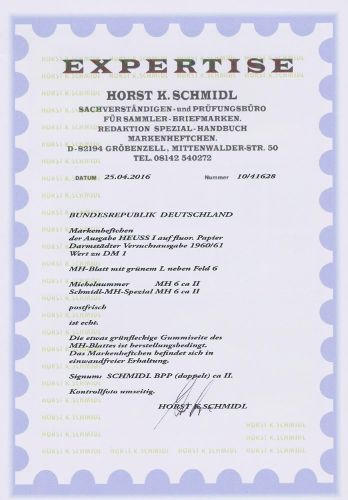 EXPERTISE
HORST K. SCHMIDL
SACHVERSTÄNDIGEN - und PRÜFUNGSBÜRO
FÜR SAMMLER - BRIEFMARKEN.
REDAKTION SPEZIAL - HANDBUCH
MARKENHEFTCHEN.
D - 82194 GRÖBENZELL, MITTENWALDER-STR. 50
TEL. 08142 540272
DATUM 25.04.2016 Nummer 10/41628
BUNDESREPUBLIK DEUTSCHLAND
Markenheftchen
der Ausgabe HEUSS I auf fluor. Papier
Darmstädter Versuchsausgabe 1960/61
Wert zu DM 1
MH-Blatt mit grünem L neben Feld 6
Michelnummer MH 6 ca II
Schmidl-MH-Spezial MH 6 ca II
postfrisch
ist echt.
Die etwas grünfleckige Gummiseite des
MH-Blattes ist herstellungsbedingt.
Das Markenheftchen befindet sich in
einwandfreier Erhaltung.
Signum: SCHMIDL BPP (doppelt) ca II.
Kontrollfoto umseitig.
HORST K. SCHMIDL